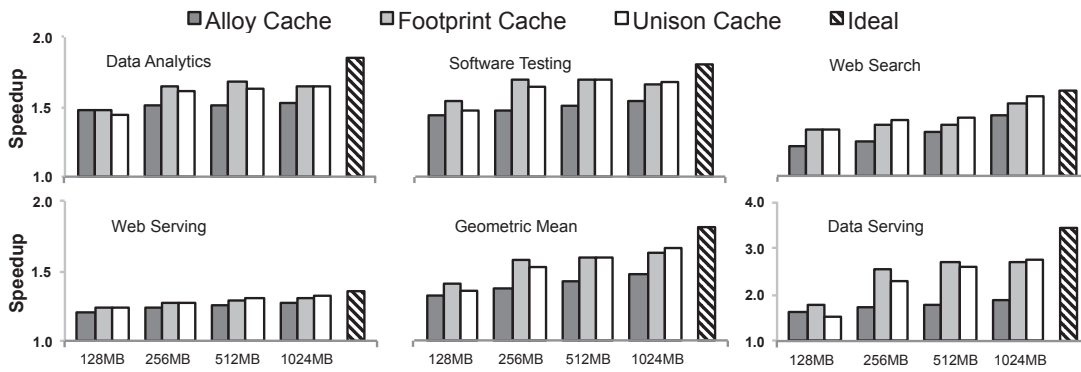 Alloy Cache Footprint Cache Unison Cache Ideal
Speedup
2.0
1.5
1.0
Data Analytics
Software Testing
Web Search
Speedup
2.0
1.5
1.0
Web Serving
Geometric Mean
4.0
3.0
2.0
1.0
Data Serving
128MB 256MB 512MB 1024MB
128MB 256MB 512MB 1024MB
128MB 256MB 512MB 1024MB